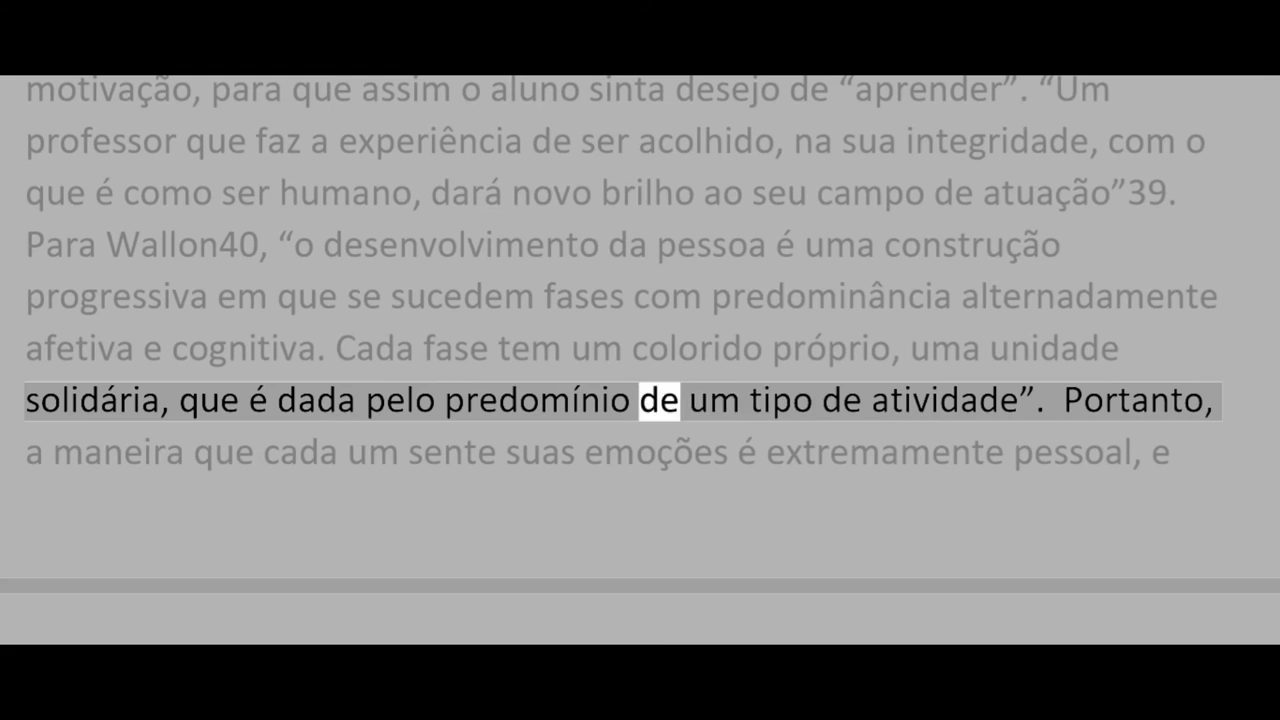 motivação, para que assim o aluno sinta desejo de “aprender”. “Um
professor que faz a experiência de ser acolhido, na sua integridade, com o
que é como ser humano, dará novo brilho ao seu campo de atuação”39.
Para Wallon40, “o desenvolvimento da pessoa é uma construção
progressiva em que se sucedem fases com predominância alternadamente
afetiva e cognitiva. Cada fase tem um colorido próprio, uma unidade
solidária, que é dada pelo predomínio de um tipo de atividade”.  Portanto,
a maneira que cada um sente suas emoções é extremamente pessoal, e